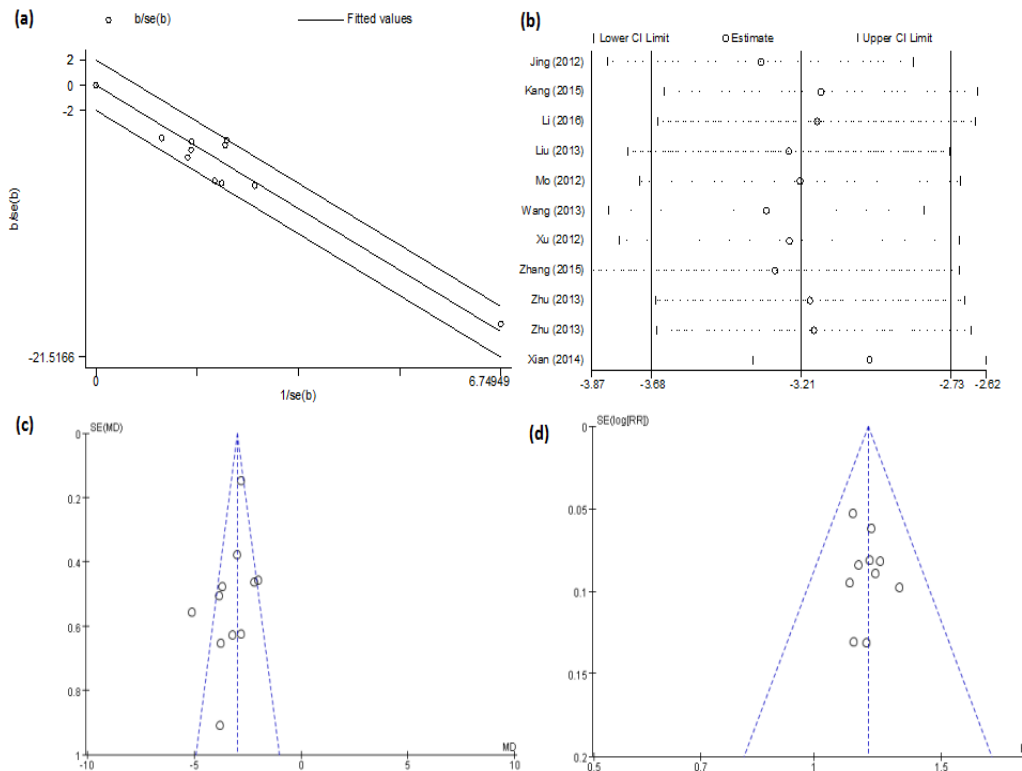 (a)
b/se(b)
Fitted values
2
0
-2
b/se(b)
-21.5166
0
6.74949
1/se(b)
(b)
Lower CI Limit
Estimate
Upper CI Limit
Jing (2012)
Kang (2015)
Li (2016)
Liu (2013)
Mo (2012)
Wang (2013)
Xu (2012)
Zhang (2015)
Zhu (2013)
Zhu (2013)
Xian (2014)
-3.87 -3.68 -3.21 -2.73 -2.62
(c)
SE(MD)
0
0.2
0.4
0.6
0.8
1
MD
-10 -5 0 5 10
(d)
SE(log[RR])
0
0.05
0.1
0.15
0.2
0.5 0.7 1 1.5